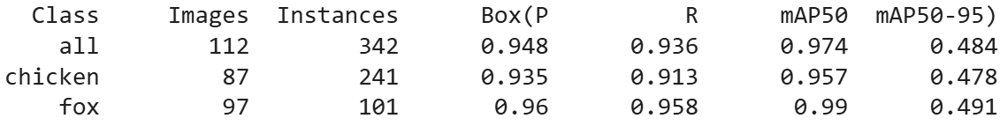 Class Images Instances Box(P R mAP50 mAP50-95)
all 112 342 0.948 0.936 0.974 0.484
chicken 87 241 0.935 0.913 0.957 0.478
fox 97 101 0.96 0.958 0.99 0.491